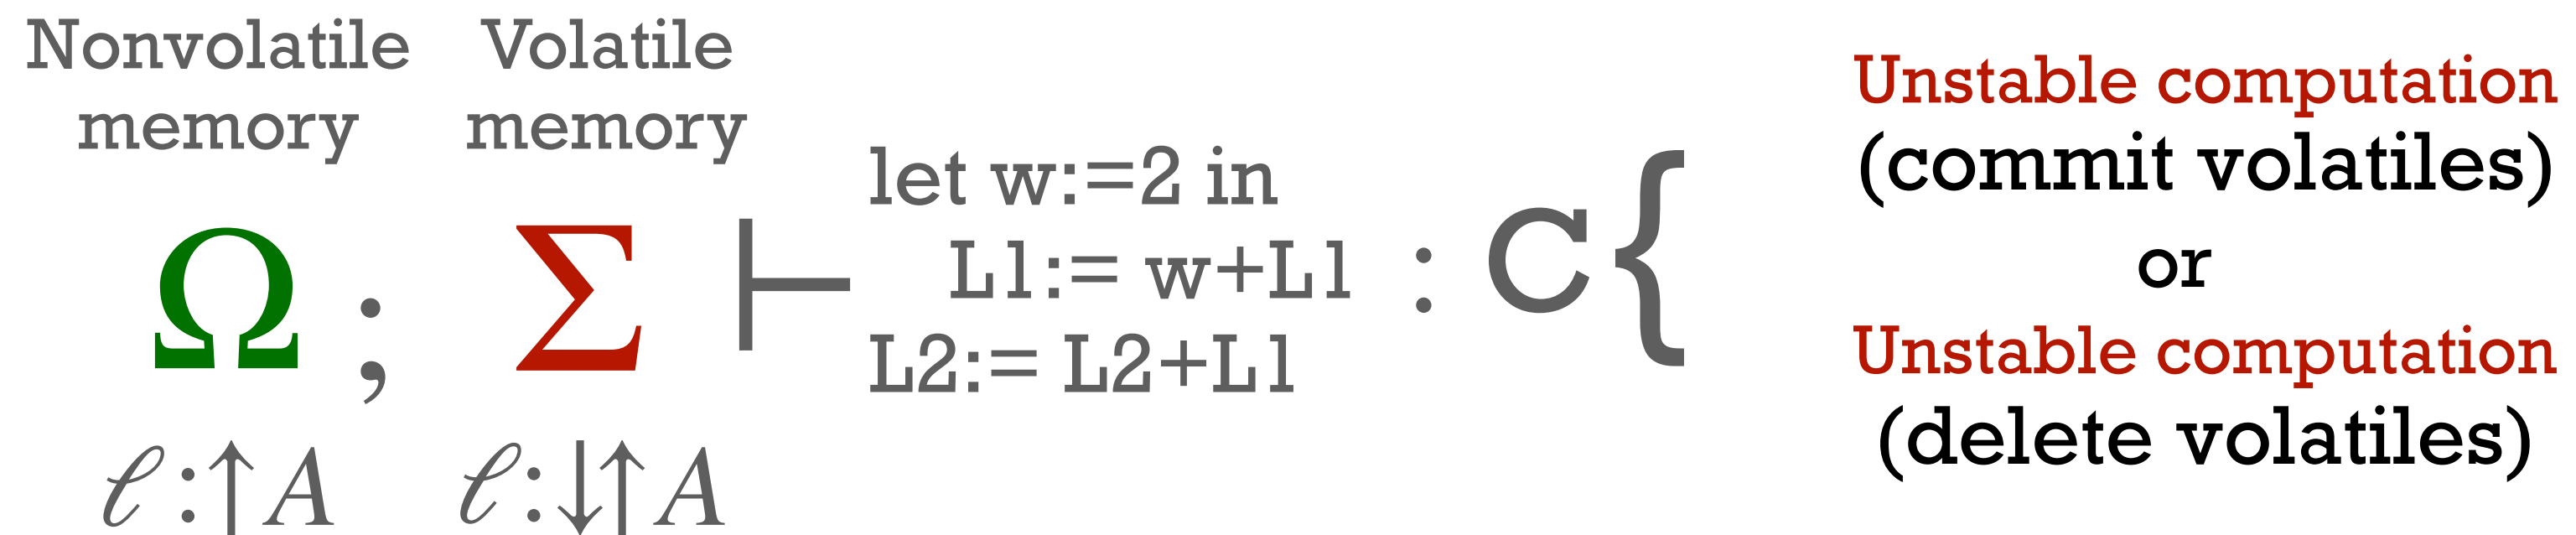 Nonvolatile
memory
Volatile
memory
Ω ; Σ ⊢
ℓ:↑A
ℓ:↓↑A
let w:=2 in
L1:= w+L1
L2:= L2+L1
: C{
Unstable computation
(commit volatiles)
or
Unstable computation
(delete volatiles)